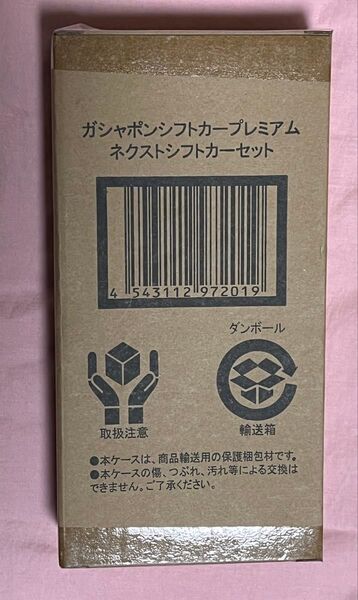 ガシャポンシフトカープレミアム
ネクストシフトカーセット
4 543112 972019
ダンボール
取扱注意
輸送箱
●本ケースは、商品輸送用の保護梱包材です。
●本ケースの傷、つぶれ、汚れ等による交換は
できません。ご了承ください。